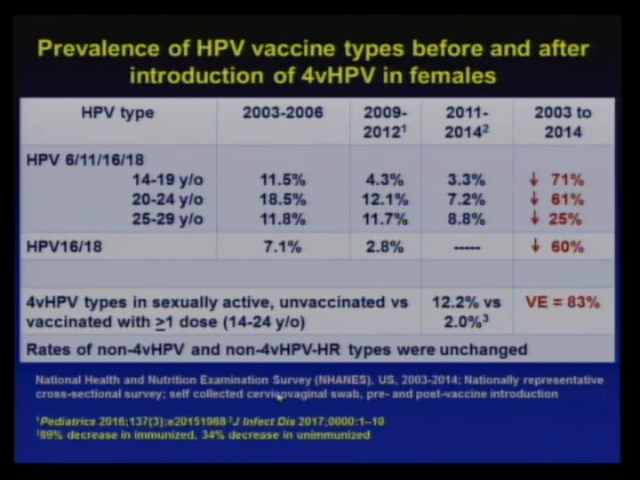 Prevalence of HPV vaccine types before and after
introduction of 4vHPV in females
HPV type 2003-2006 2009-2012¹ 2011-2014² 2003 to 2014
HPV 6/11/16/18
14-19 y/o 11.5% 4.3% 3.3% ↓ 71%
20-24 y/o 18.5% 12.1% 7.2% ↓ 61%
25-29 y/o 11.8% 11.7% 8.8% ↓ 25%
HPV16/18 7.1% 2.8% ----- ↓ 60%
4vHPV types in sexually active, unvaccinated vs 12.2% vs VE = 83%
vaccinated with >1 dose (14-24 y/o) 2.0%³
Rates of non-4vHPV and non-4vHPV-HR types were unchanged
National Health and Nutrition Examination Survey (NHANES), US, 2003-2014; Nationally representative
cross-sectional survey; self collected cervicovaginal swab, pre- and post-vaccine introduction
¹Pediatrics 2016;137(3):e20151968 ²J Infect Dis 2017;0000:1–10
³89% decrease in immunized, 34% decrease in unimmunized